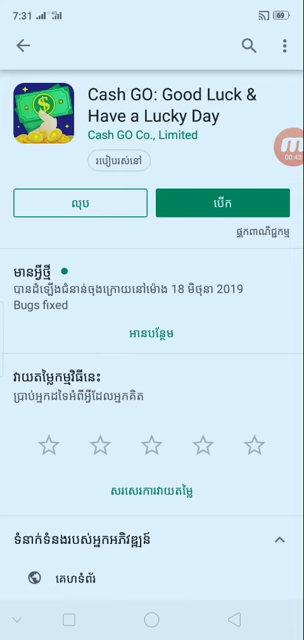 7:31
89
Cash GO: Good Luck &
Have a Lucky Day
Cash GO Co., Limited
របៀបរស់នៅ
00:43
លុប
បើក
ផ្ទុកពាណិជ្ជកម្ម
មានអ្វីថ្មី
បានដំឡើងជំនាន់ចុងក្រោយនៅម៉ោង 18 មិថុនា 2019
Bugs fixed
អានបន្ថែម
វាយតម្លៃកម្មវិធីនេះ
ប្រាប់អ្នកដទៃអំពីអ្វីដែលអ្នកគិត
សរសេរការវាយតម្លៃ
ទំនាក់ទំនងរបស់អ្នកអភិវឌ្ឍន៍
គេហទំព័រ